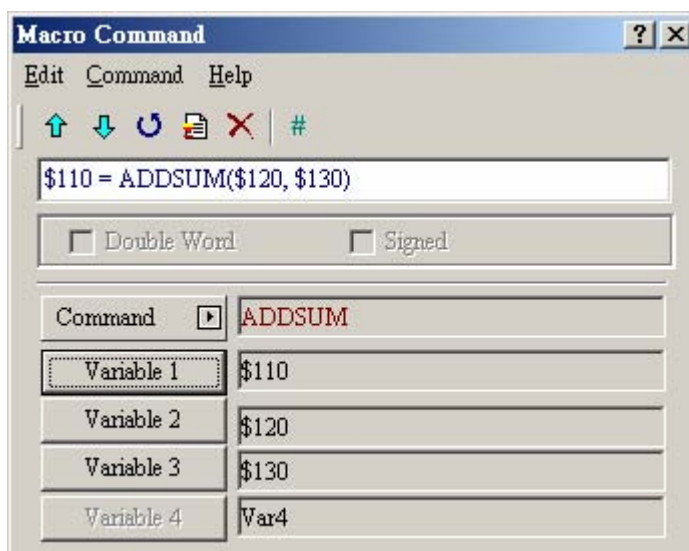 Macro Command
Edit Command Help
#
$110 = ADDSUM($120, $130)
Double Word Signed
Command ADDSUM
Variable 1 $110
Variable 2 $120
Variable 3 $130
Variable 4 Var4